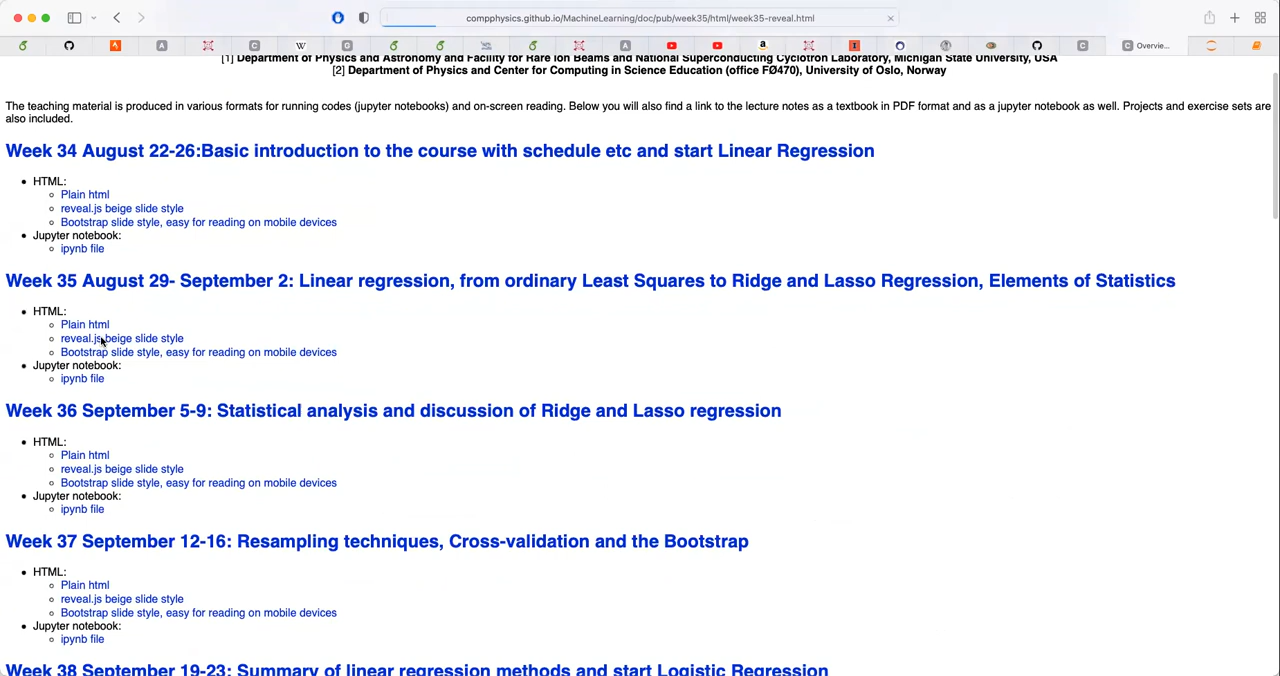 compphysics.github.io/MachineLearning/doc/pub/week35/html/week35-reveal.html
Overvie...
[1] Department of Physics and Astronomy and Facility for Rare Ion Beams and National Superconducting Cyclotron Laboratory, Michigan State University, USA
[2] Department of Physics and Center for Computing in Science Education (office FØ470), University of Oslo, Norway
The teaching material is produced in various formats for running codes (jupyter notebooks) and on-screen reading. Below you will also find a link to the lecture notes as a textbook in PDF format and as a jupyter notebook as well. Projects and exercise sets are
also included.
Week 34 August 22-26:Basic introduction to the course with schedule etc and start Linear Regression
• HTML:
◦ Plain html
◦ reveal.js beige slide style
◦ Bootstrap slide style, easy for reading on mobile devices
• Jupyter notebook:
◦ ipynb file
Week 35 August 29- September 2: Linear regression, from ordinary Least Squares to Ridge and Lasso Regression, Elements of Statistics
• HTML:
◦ Plain html
◦ reveal.js beige slide style
◦ Bootstrap slide style, easy for reading on mobile devices
• Jupyter notebook:
◦ ipynb file
Week 36 September 5-9: Statistical analysis and discussion of Ridge and Lasso regression
• HTML:
◦ Plain html
◦ reveal.js beige slide style
◦ Bootstrap slide style, easy for reading on mobile devices
• Jupyter notebook:
◦ ipynb file
Week 37 September 12-16: Resampling techniques, Cross-validation and the Bootstrap
• HTML:
◦ Plain html
◦ reveal.js beige slide style
◦ Bootstrap slide style, easy for reading on mobile devices
• Jupyter notebook:
◦ ipynb file
Week 38 September 19-23: Summary of linear regression methods and start Logistic Regression